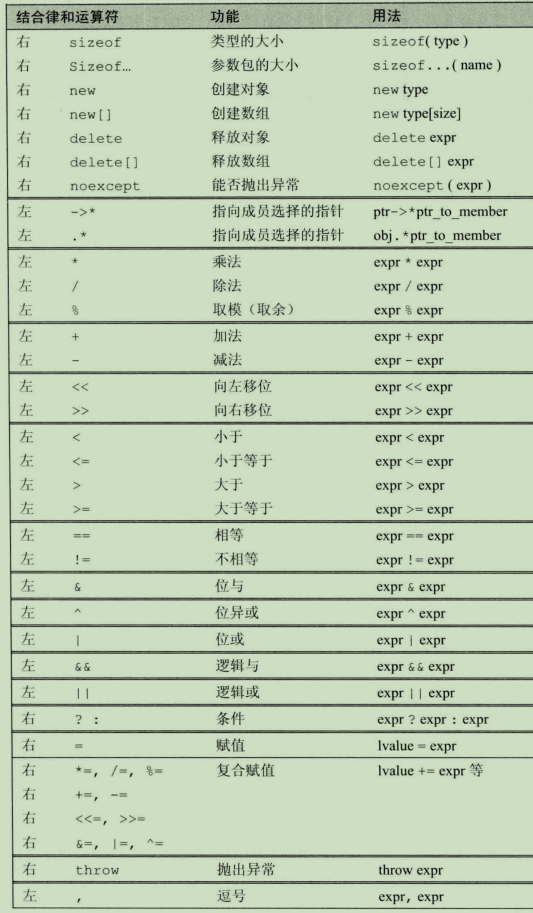 结合律和运算符 功能 用法
右 sizeof 类型的大小 sizeof( type )
右 Sizeof… 参数包的大小 sizeof...( name )
右 new 创建对象 new type
右 new[] 创建数组 new type[size]
右 delete 释放对象 delete expr
右 delete[] 释放数组 delete[] expr
右 noexcept 能否抛出异常 noexcept ( expr )
左 ->* 指向成员选择的指针 ptr->*ptr_to_member
左 .* 指向成员选择的指针 obj.*ptr_to_member
左 * 乘法 expr * expr
左 / 除法 expr / expr
左 % 取模（取余） expr % expr
左 + 加法 expr + expr
左 - 减法 expr - expr
左 << 向左移位 expr << expr
左 >> 向右移位 expr >> expr
左 < 小于 expr < expr
左 <= 小于等于 expr <= expr
左 > 大于 expr > expr
左 >= 大于等于 expr >= expr
左 == 相等 expr == expr
左 != 不相等 expr != expr
左 & 位与 expr & expr
左 ^ 位异或 expr ^ expr
左 | 位或 expr | expr
左 && 逻辑与 expr && expr
左 || 逻辑或 expr || expr
右 ? : 条件 expr ? expr : expr
右 = 赋值 lvalue = expr
右 *=, /=, %= 复合赋值 lvalue += expr 等
右 +=, -=
右 <<=, >>=
右 &=, |=, ^=
右 throw 抛出异常 throw expr
左 , 逗号 expr, expr